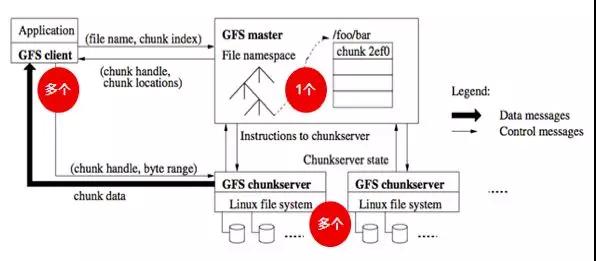 Application
GFS client
多个
(file name, chunk index)
(chunk handle,
chunk locations)
GFS master
File namespace
1个
/foo/bar
chunk 2ef0
Legend:
Data messages
Control messages
Instructions to chunkserver
Chunkserver state
(chunk handle, byte range)
chunk data
GFS chunkserver
Linux file system
多个
GFS chunkserver
Linux file system